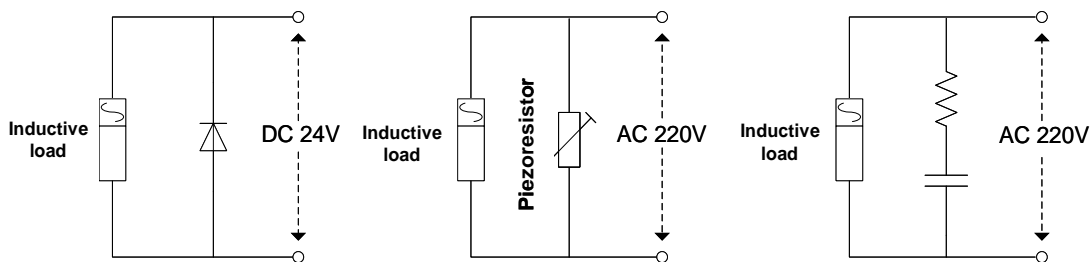 Inductive
load
DC 24V
Inductive
load
Piezoresistor
AC 220V
Inductive
load
AC 220V